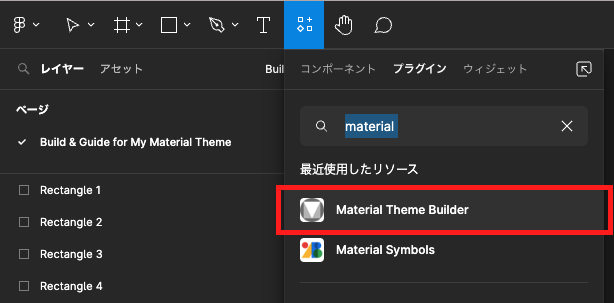 T
レイヤー アセット Buil
ページ
Build & Guide for My Material Theme
Rectangle 1
Rectangle 2
Rectangle 3
Rectangle 4
コンポーネント プラグイン ウィジェット
material
最近使用したリソース
Material Theme Builder
Material Symbols